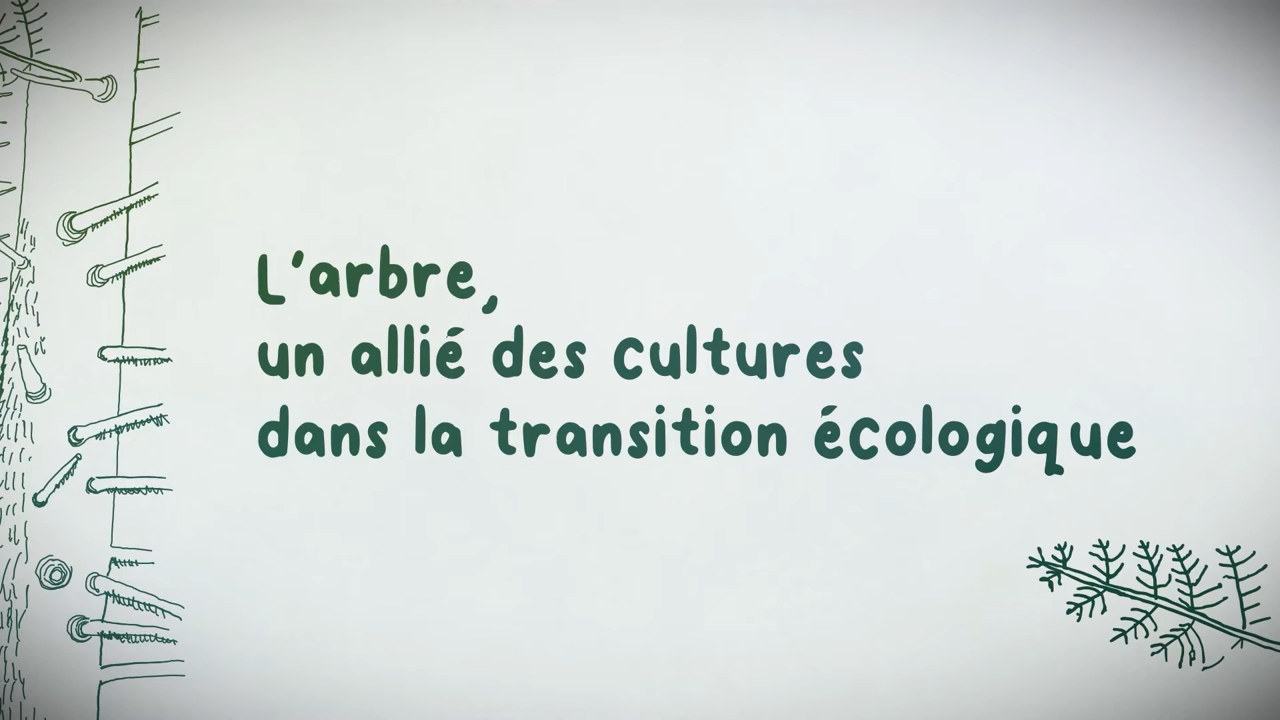 L'arbre,
un allié des cultures
dans la transition écologique